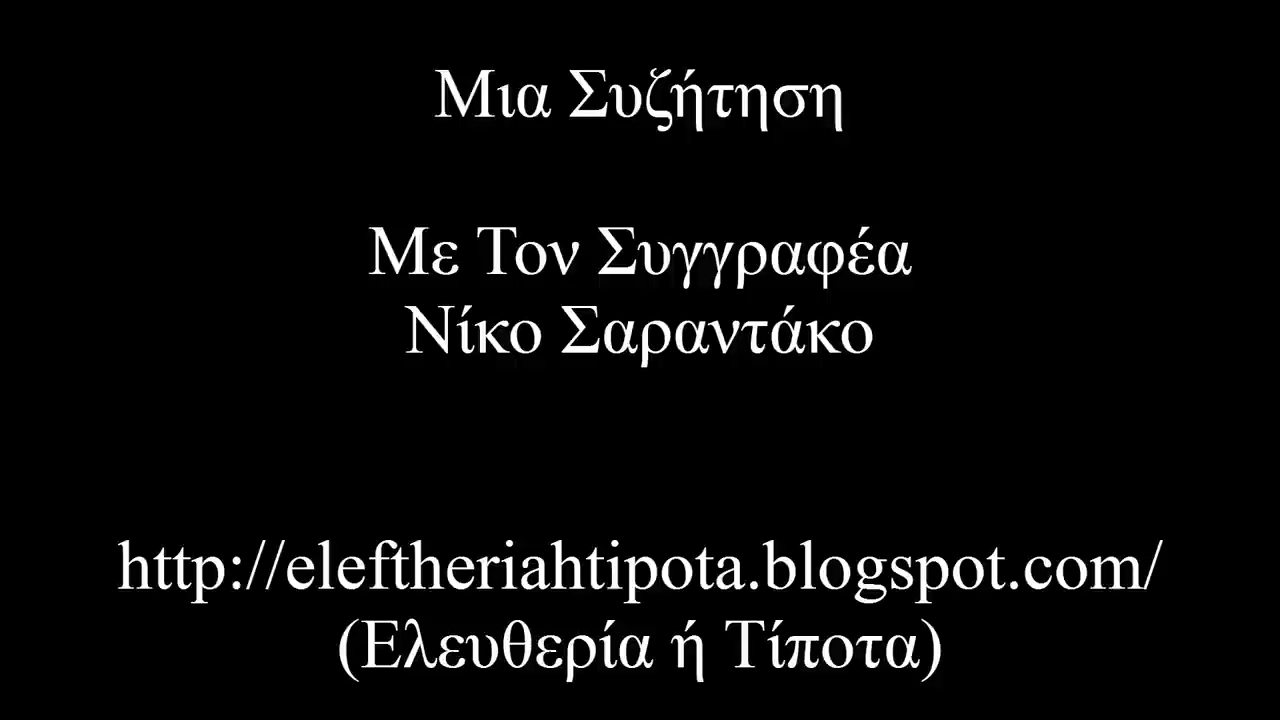 Μια Συζήτηση
Με Τον Συγγραφέα
Νίκο Σαραντάκο
http://eleftheriahtipota.blogspot.com/
(Ελευθερία ή Τίποτα)